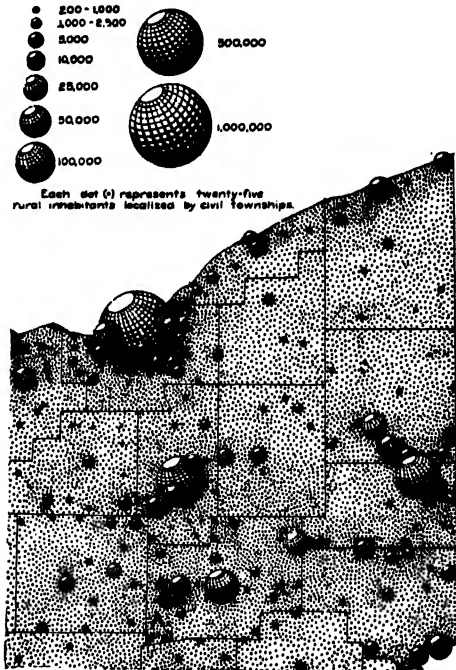 200 - 1,000
1,000 - 2,500
5,000
10,000
25,000
50,000
100,000
500,000
1,000,000
Each dot (•) represents twenty-five
rural inhabitants localized by civil townships.